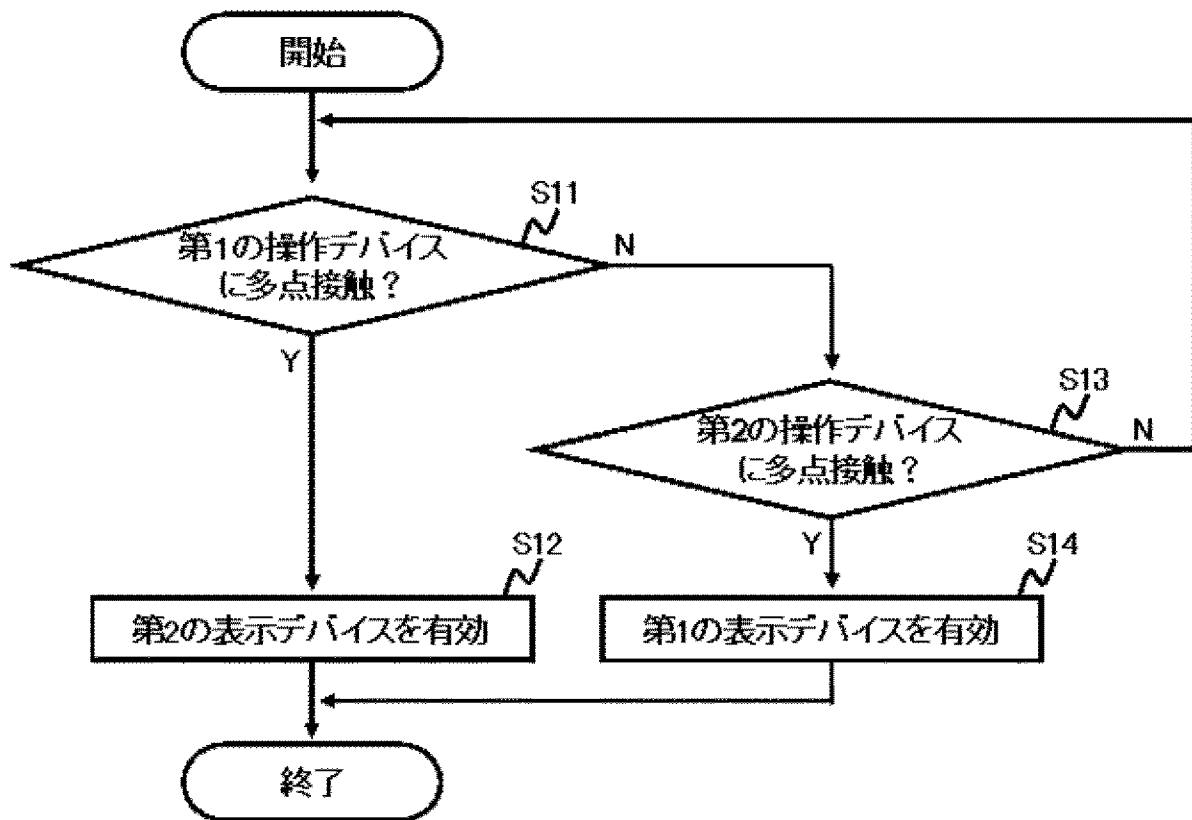 開始
S11
第1の操作デバイス
に多点接触？
N
Y
S13
第2の操作デバイス
に多点接触？
N
Y
S12
第2の表示デバイスを有効
S14
第1の表示デバイスを有効
終了